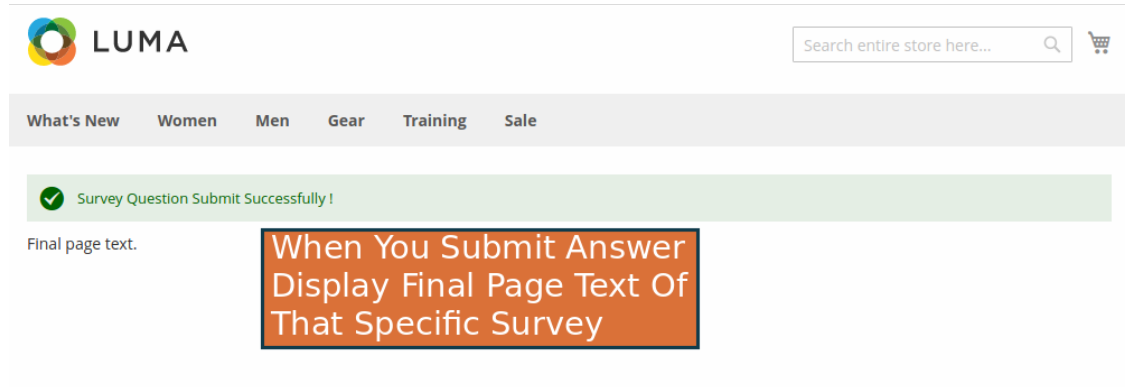 LUMA
Search entire store here...
What's New Women Men Gear Training Sale
Survey Question Submit Successfully !
Final page text.
When You Submit Answer
Display Final Page Text Of
That Specific Survey